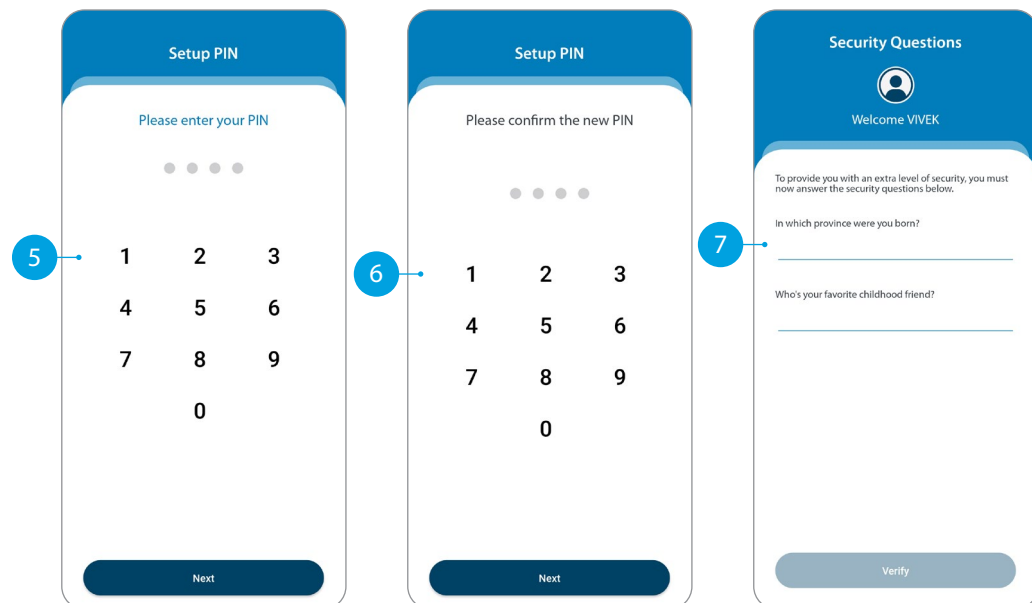 Setup PIN
Please enter your PIN
5
1 2 3
4 5 6
7 8 9
0
Next
Setup PIN
Please confirm the new PIN
6
1 2 3
4 5 6
7 8 9
0
Next
Security Questions
Welcome VIVEK
To provide you with an extra level of security, you must
now answer the security questions below.
In which province were you born?
7
Who's your favorite childhood friend?
Verify